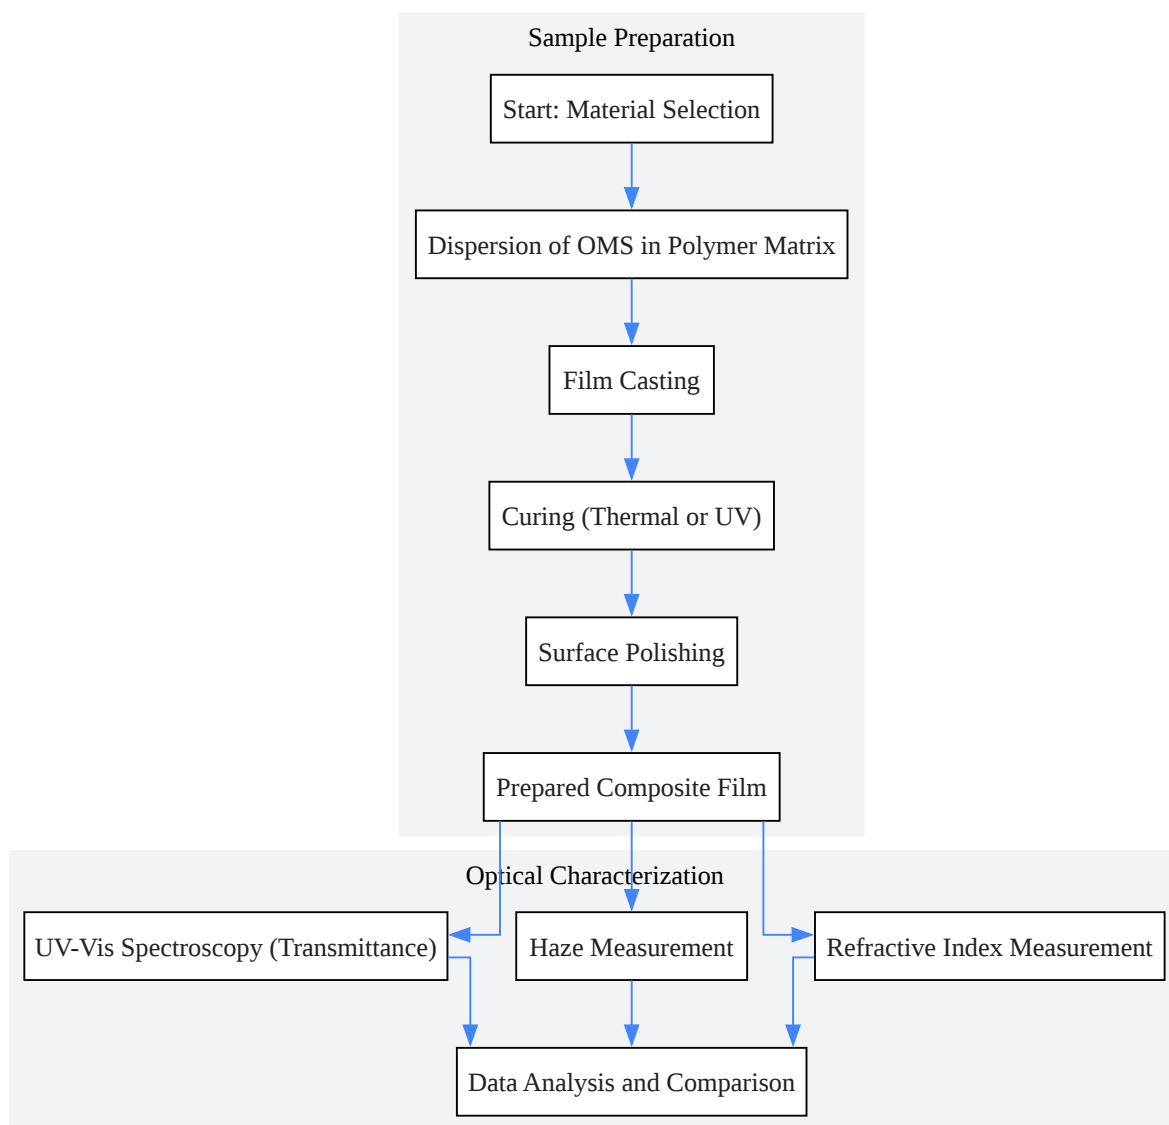 Sample Preparation
Start: Material Selection
Dispersion of OMS in Polymer Matrix
Film Casting
Curing (Thermal or UV)
Surface Polishing
Prepared Composite Film
Optical Characterization
UV-Vis Spectroscopy (Transmittance)
Haze Measurement
Refractive Index Measurement
Data Analysis and Comparison